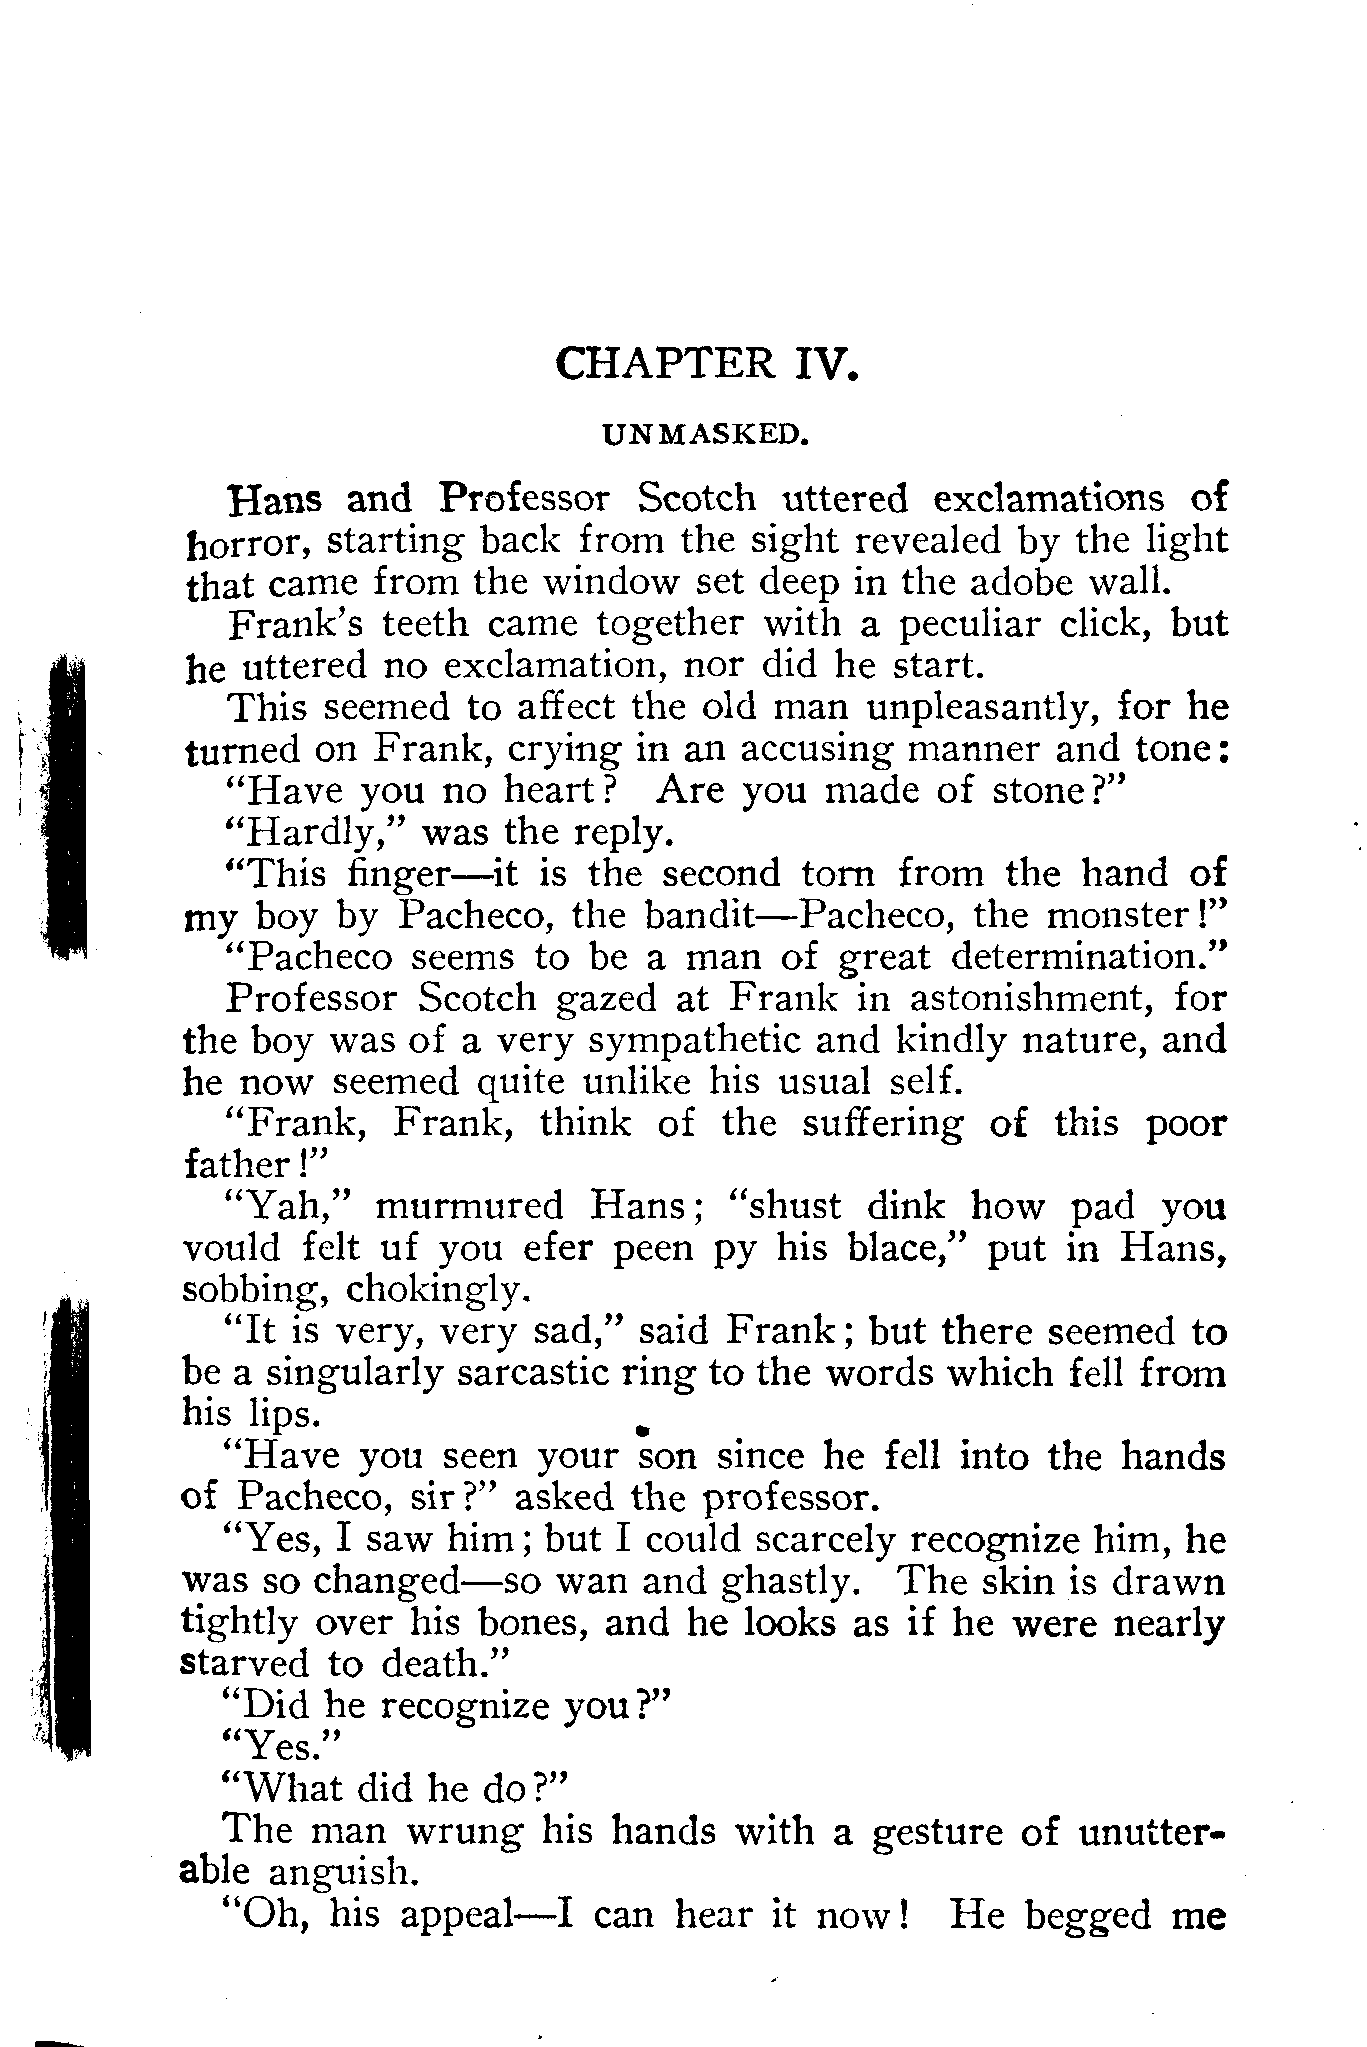 CHAPTER IV.
UNMASKED.
Hans and Professor Scotch uttered exclamations of
horror, starting back from the sight revealed by the light
that came from the window set deep in the adobe wall.
Frank's teeth came together with a peculiar click, but
he uttered no exclamation, nor did he start.
This seemed to affect the old man unpleasantly, for he
turned on Frank, crying in an accusing manner and tone:
"Have you no heart? Are you made of stone?"
"Hardly," was the reply.
"This finger—it is the second torn from the hand of
my boy by Pacheco, the bandit—Pacheco, the monster!"
"Pacheco seems to be a man of great determination."
Professor Scotch gazed at Frank in astonishment, for
the boy was of a very sympathetic and kindly nature, and
he now seemed quite unlike his usual self.
"Frank, Frank, think of the suffering of this poor
father!"
"Yah," murmured Hans; "shust dink how pad you
vould felt uf you efer peen py his blace," put in Hans,
sobbing, chokingly.
"It is very, very sad," said Frank; but there seemed to
be a singularly sarcastic ring to the words which fell from
his lips.
"Have you seen your son since he fell into the hands
of Pacheco, sir?" asked the professor.
"Yes, I saw him; but I could scarcely recognize him, he
was so changed—so wan and ghastly. The skin is drawn
tightly over his bones, and he looks as if he were nearly
starved to death."
"Did he recognize you?"
"Yes."
"What did he do?"
The man wrung his hands with a gesture of unutter-
able anguish.
"Oh, his appeal—I can hear it now! He begged me